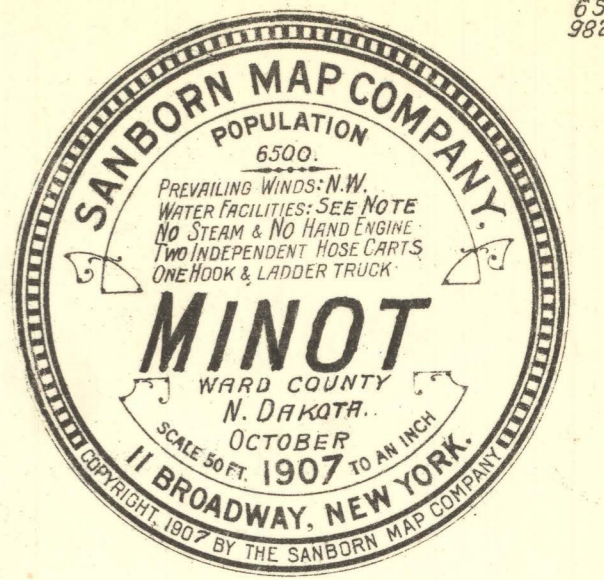 65
982
SANBORN MAP COMPANY,
POPULATION
6500.
PREVAILING WINDS: N.W.
WATER FACILITIES: SEE NOTE
NO STEAM & NO HAND ENGINE
TWO INDEPENDENT HOSE CARTS
ONE HOOK & LADDER TRUCK
MINOT
WARD COUNTY
N. DAKOTA.
OCTOBER
1907
SCALE 50 FT. TO AN INCH
11 BROADWAY, NEW YORK.
COPYRIGHT, 1907 BY THE SANBORN MAP COMPANY